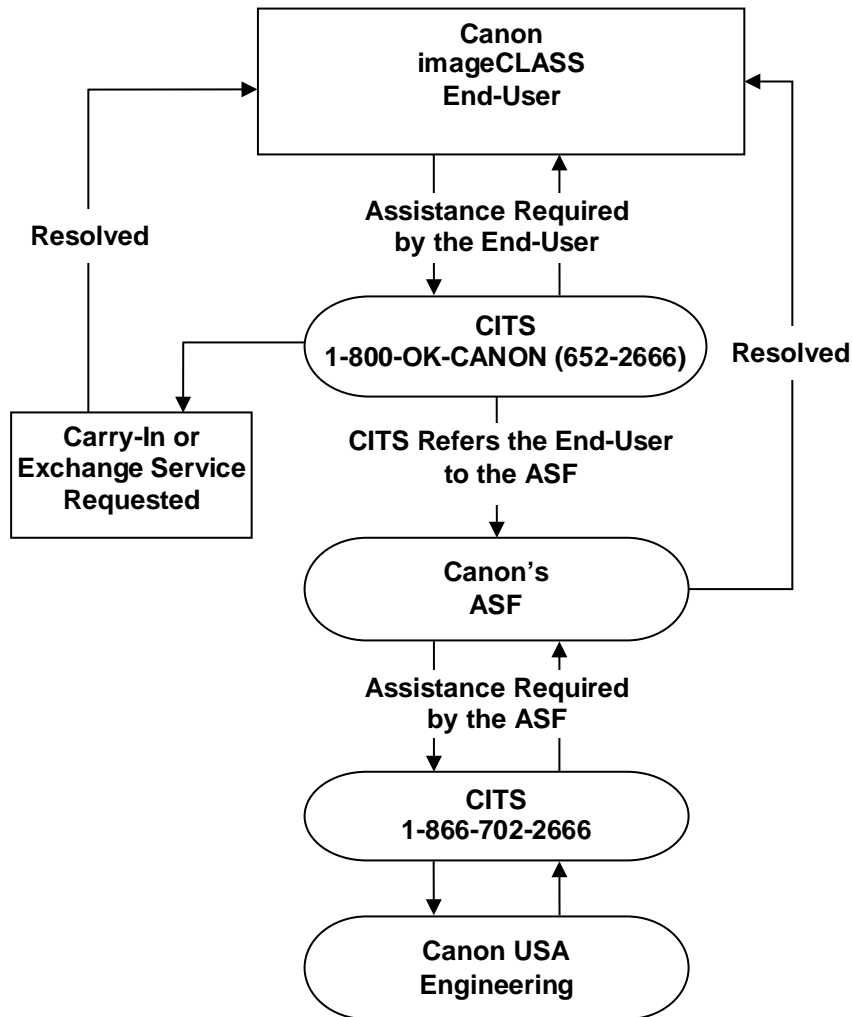 Canon
imageCLASS
End-User
Assistance Required
by the End-User
Resolved
CITS
1-800-OK-CANON (652-2666)
Resolved
Carry-In or
Exchange Service
Requested
CITS Refers the End-User
to the ASF
Canon’s
ASF
Assistance Required
by the ASF
CITS
1-866-702-2666
Canon USA
Engineering